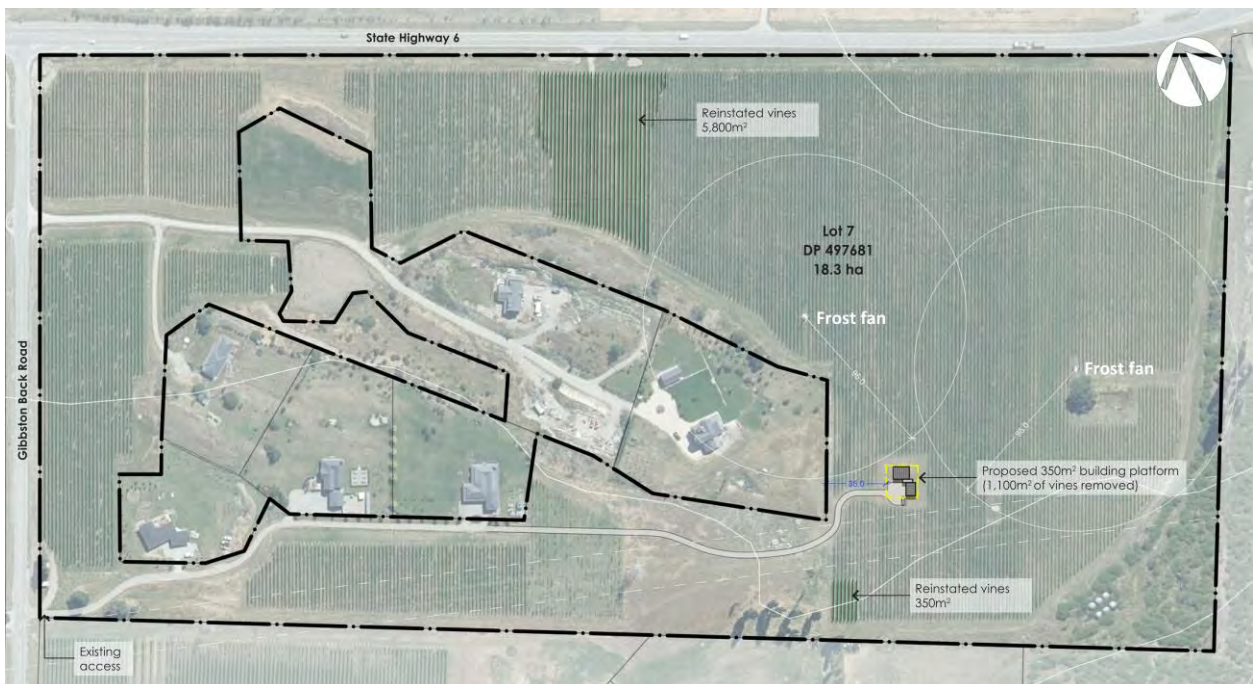 State Highway 6
Reinstated vines
5,800m²
Lot 7
DP 497681
18.3 ha
Frost fan
Frost fan
Gibbston Back Road
Proposed 350m² building platform
(1,100m² of vines removed)
35.0
Reinstated vines
350m²
Existing
access